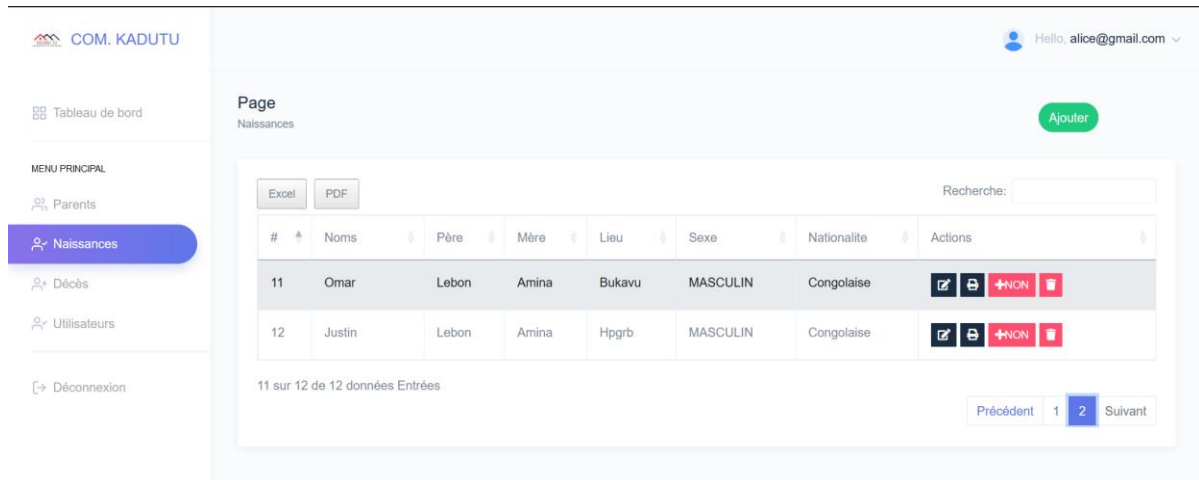 COM. KADUTU
Hello, alice@gmail.com
Tableau de bord
MENU PRINCIPAL
Parents
Naissances
Décès
Utilisateurs
Déconnexion
Page
Naissances
Ajouter
Excel PDF
Recherche:
# Noms Père Mère Lieu Sexe Nationalite Actions
11 Omar Lebon Amina Bukavu MASCULIN Congolaise +NON
12 Justin Lebon Amina Hpgrb MASCULIN Congolaise +NON
11 sur 12 de 12 données Entrées
Précédent 1 2 Suivant